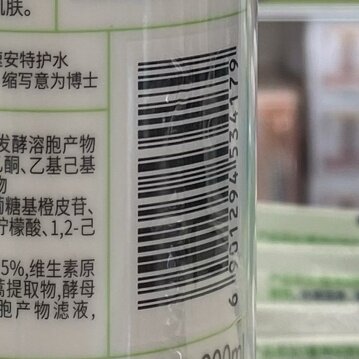 肌肤。
安特护水
缩写意为博士
发酵溶胞产物
酮、乙基己基
物
糖基橙皮苷、
柠檬酸、1,2-己
5%,维生素原
提取物,酵母
胞产物滤液,
6901294534179